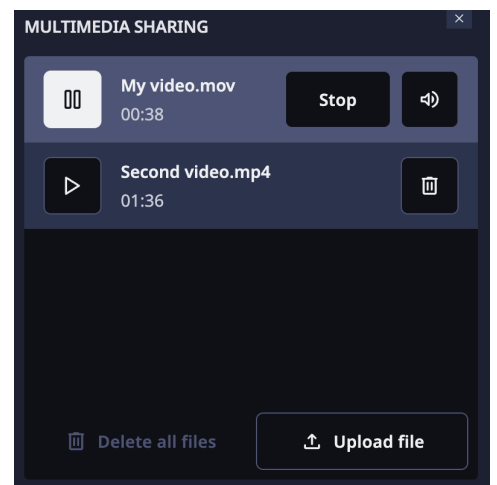 MULTIMEDIA SHARING
My video.mov
00:38
Stop
Second video.mp4
01:36
Delete all files
Upload file